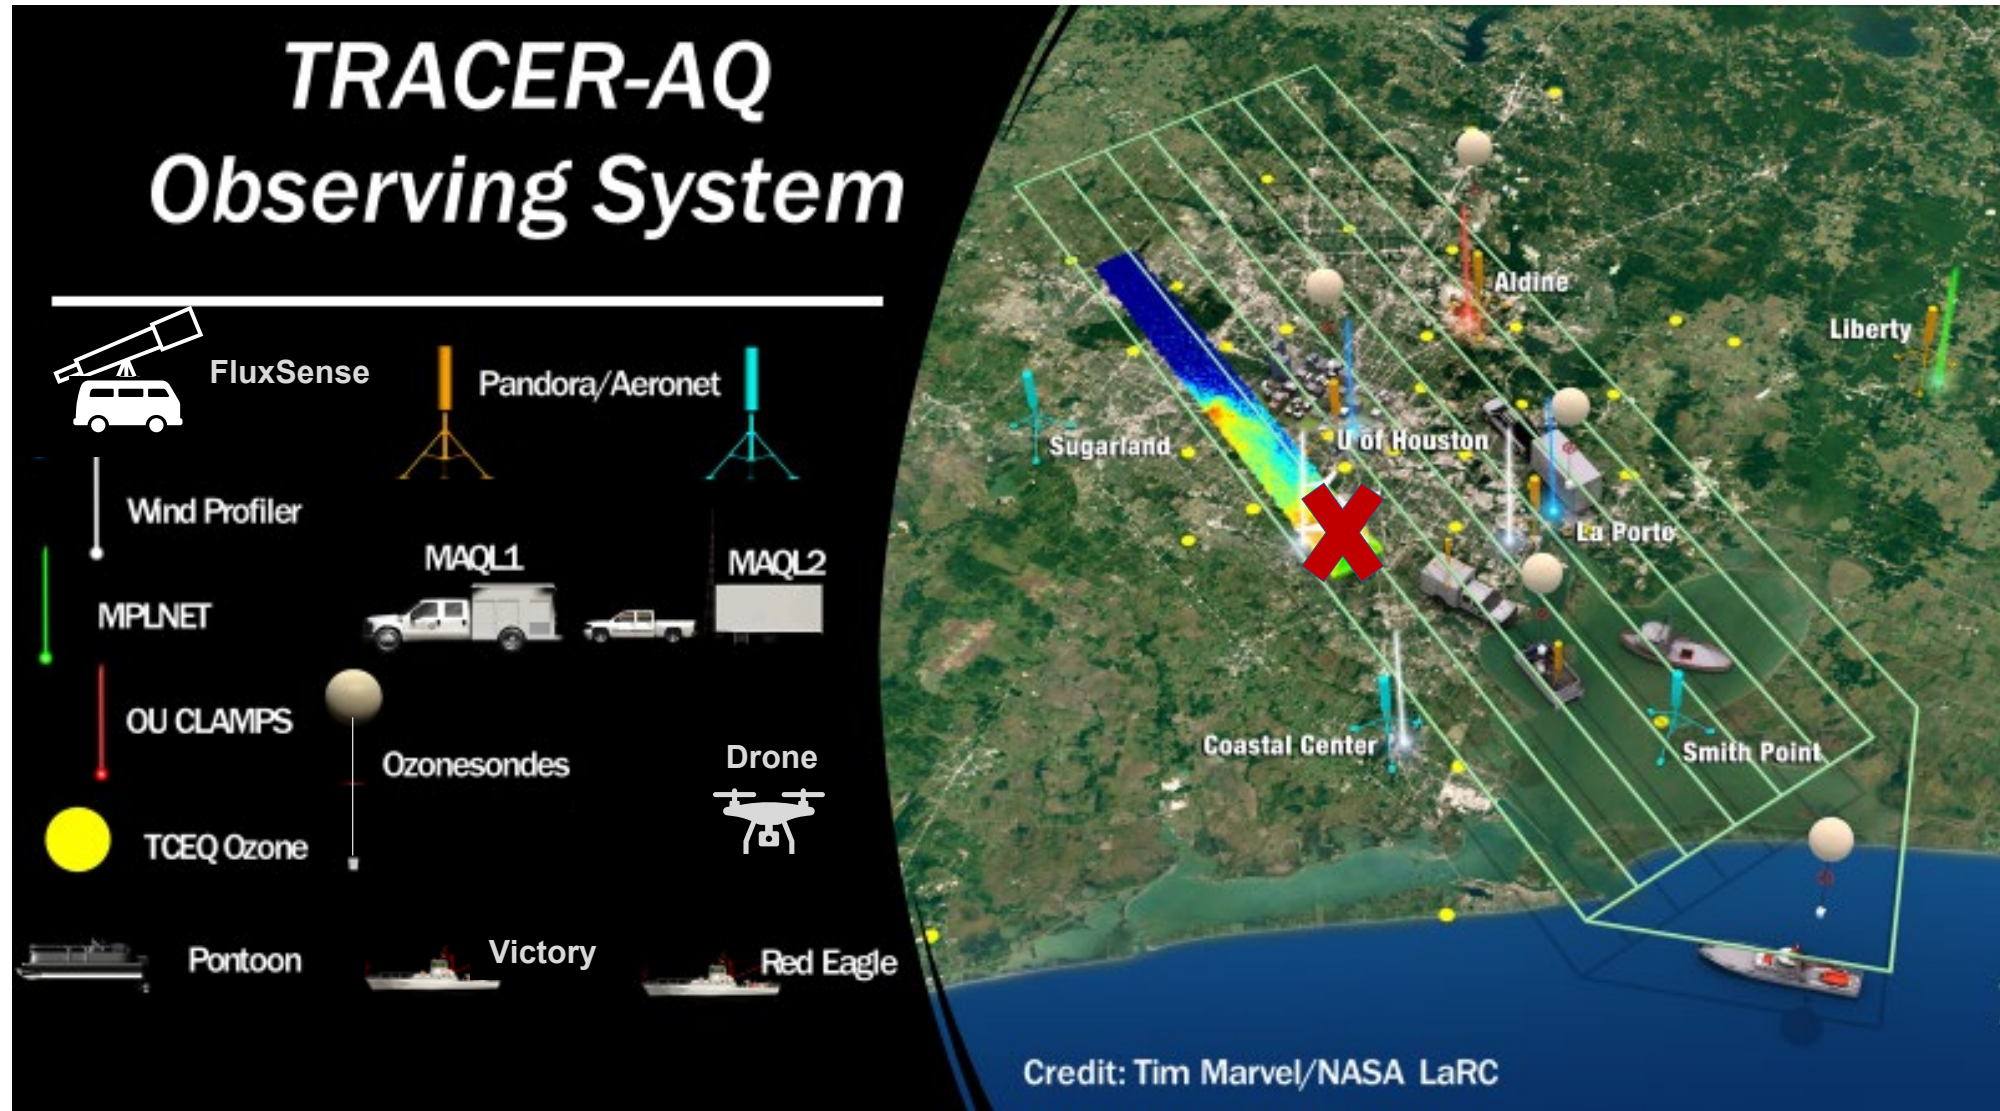 TRACER-AQ
Observing System
FluxSense
Pandora/Aeronet
Wind Profiler
MAQL1
MAQL2
MPLNET
OU CLAMPS
Ozonesondes
Drone
TCEQ Ozone
Pontoon
Victory
Red Eagle
Aldine
Liberty
Sugarland
U of Houston
La Porte
Coastal Center
Smith Point
Credit: Tim Marvel/NASA LaRC